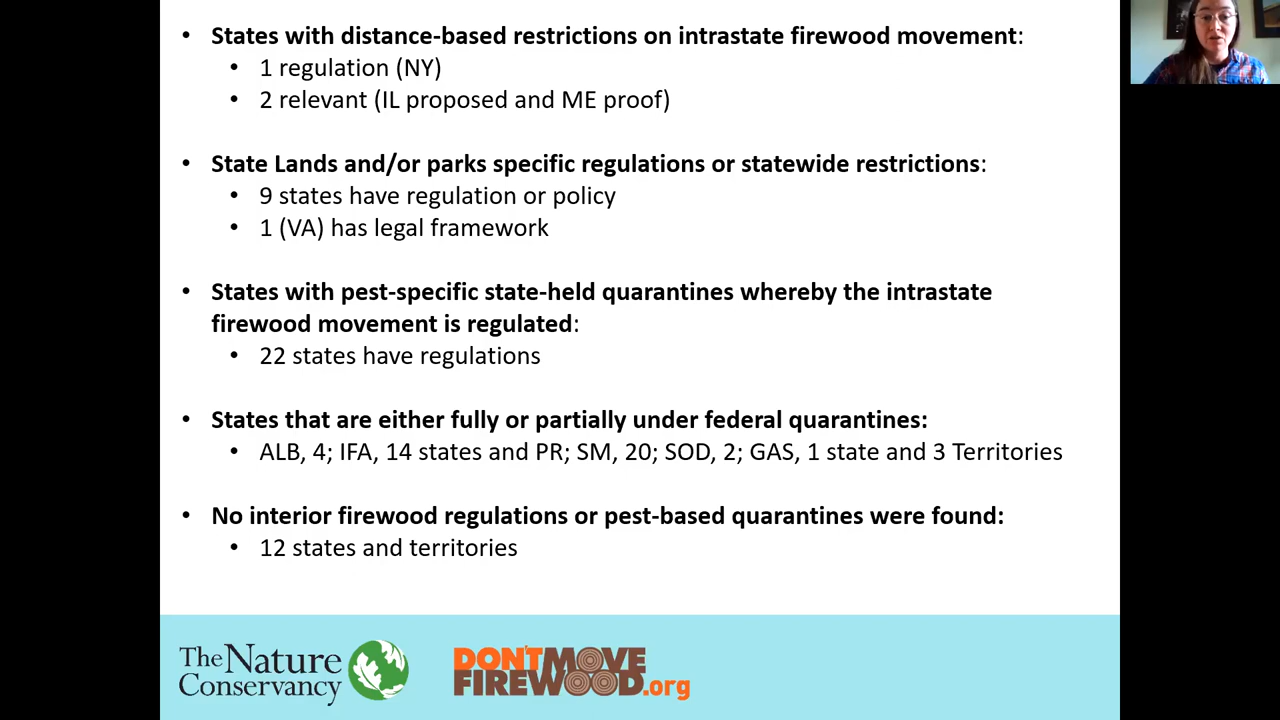 • States with distance-based restrictions on intrastate firewood movement:
• 1 regulation (NY)
• 2 relevant (IL proposed and ME proof)
• State Lands and/or parks specific regulations or statewide restrictions:
• 9 states have regulation or policy
• 1 (VA) has legal framework
• States with pest-specific state-held quarantines whereby the intrastate
firewood movement is regulated:
• 22 states have regulations
• States that are either fully or partially under federal quarantines:
• ALB, 4; IFA, 14 states and PR; SM, 20; SOD, 2; GAS, 1 state and 3 Territories
• No interior firewood regulations or pest-based quarantines were found:
• 12 states and territories
The Nature
Conservancy
DON'T MOVE
FIREWOOD.org